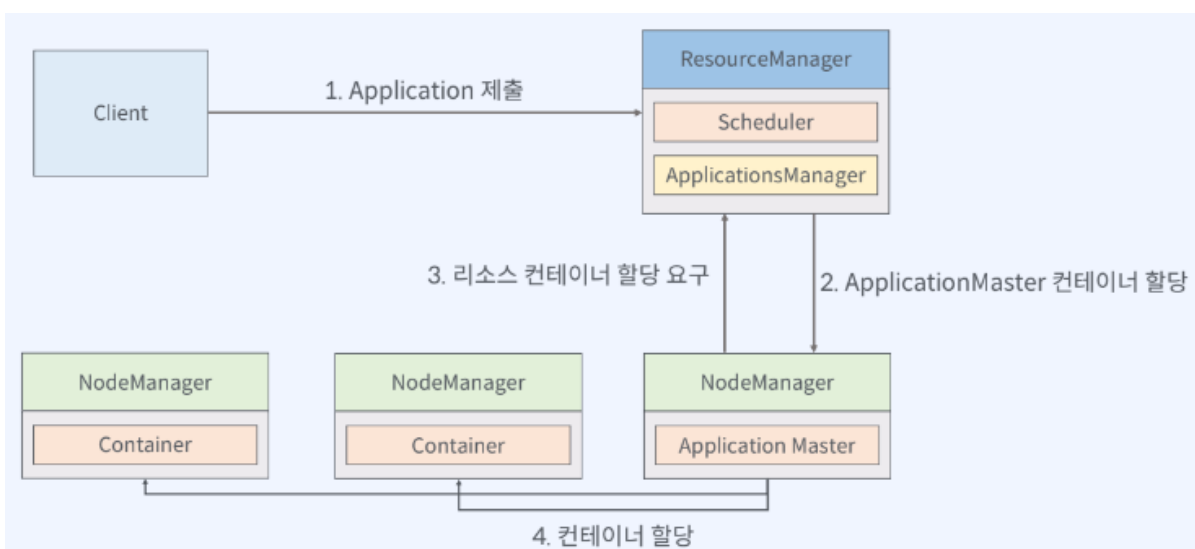 ResourceManager
Client
1. Application 제출
Scheduler
ApplicationsManager
3. 리소스 컨테이너 할당 요구
2. ApplicationMaster 컨테이너 할당
NodeManager
NodeManager
NodeManager
Container
Container
Application Master
4. 컨테이너 할당